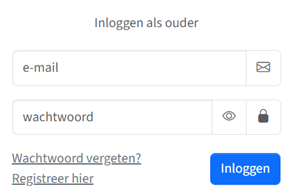 Inloggen als ouder
e-mail
wachtwoord
Wachtwoord vergeten?
Registreer hier
Inloggen